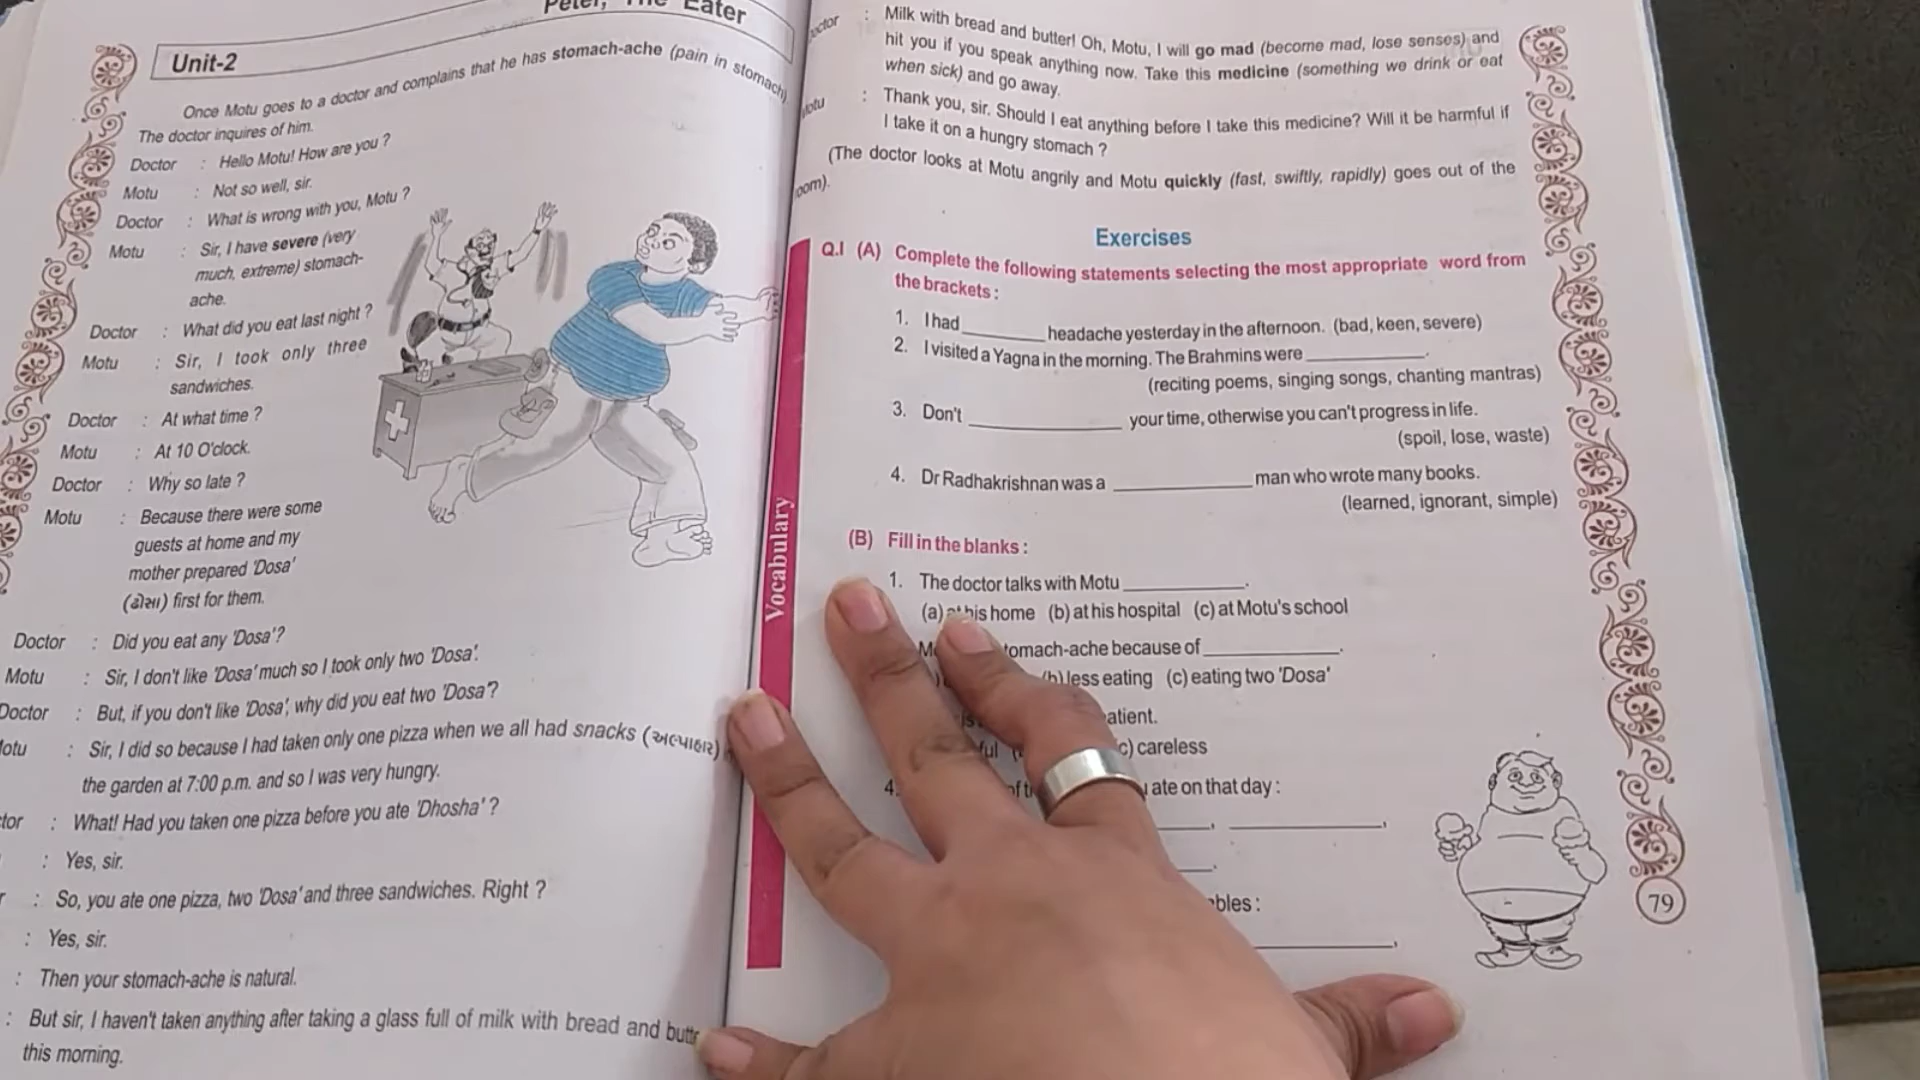 Peter, The Eater
Unit-2
Once Motu goes to a doctor and complains that he has stomach-ache (pain in stomach)
The doctor inquires of him.
Doctor : Hello Motu! How are you ?
Motu : Not so well, sir.
Doctor : What is wrong with you, Motu ?
Motu : Sir, I have severe (very
much, extreme) stomach-
ache.
Doctor : What did you eat last night ?
Motu : Sir, I took only three
sandwiches.
Doctor : At what time ?
Motu : At 10 O'clock.
Doctor : Why so late ?
Motu : Because there were some
guests at home and my
mother prepared 'Dosa'
(ઢોસા) first for them.
Doctor : Did you eat any 'Dosa'?
Motu : Sir, I don't like 'Dosa' much so I took only two 'Dosa'.
Doctor : But, if you don't like 'Dosa', why did you eat two 'Dosa'?
Motu : Sir, I did so because I had taken only one pizza when we all had snacks (અલ્પાહાર)
the garden at 7:00 p.m. and so I was very hungry.
: What! Had you taken one pizza before you ate 'Dhosha' ?
: Yes, sir.
: So, you ate one pizza, two 'Dosa' and three sandwiches. Right ?
: Yes, sir.
: Then your stomach-ache is natural.
: But sir, I haven't taken anything after taking a glass full of milk with bread and
this morning.
: Milk with bread and butter! Oh, Motu, I will go mad (become mad, lose senses) and
hit you if you speak anything now. Take this medicine (something we drink or eat
when sick) and go away.
: Thank you, sir. Should I eat anything before I take this medicine? Will it be harmful if
I take it on a hungry stomach ?
(The doctor looks at Motu angrily and Motu quickly (fast, swiftly, rapidly) goes out of the
oom).
Exercises
Q.I (A) Complete the following statements selecting the most appropriate word from
the brackets :
1. I had ________ headache yesterday in the afternoon. (bad, keen, severe)
2. I visited a Yagna in the morning. The Brahmins were ____________.
(reciting poems, singing songs, chanting mantras)
3. Don't ______________ your time, otherwise you can't progress in life.
(spoil, lose, waste)
4. Dr Radhakrishnan was a _____________ man who wrote many books.
(learned, ignorant, simple)
Vocabulary
(B) Fill in the blanks :
1. The doctor talks with Motu ____________.
(a) at his home (b) at his hospital (c) at Motu's school
stomach-ache because of _____________.
(b) less eating (c) eating two 'Dosa'
patient.
(c) careless
4. ate on that day :
79